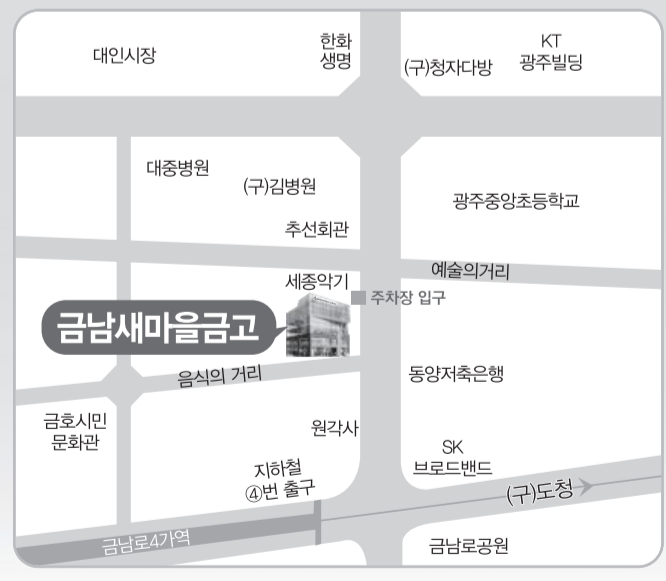 대인시장
한화
생명
(구)청자다방
KT
광주빌딩
대중병원
(구)김병원
광주중앙초등학교
추선회관
예술의거리
세종악기
주차장 입구
금남새마을금고
음식의 거리
동양저축은행
금호시민
문화관
원각사
SK
브로드밴드
지하철
④번 출구
(구)도청
금남로4가역
금남로공원